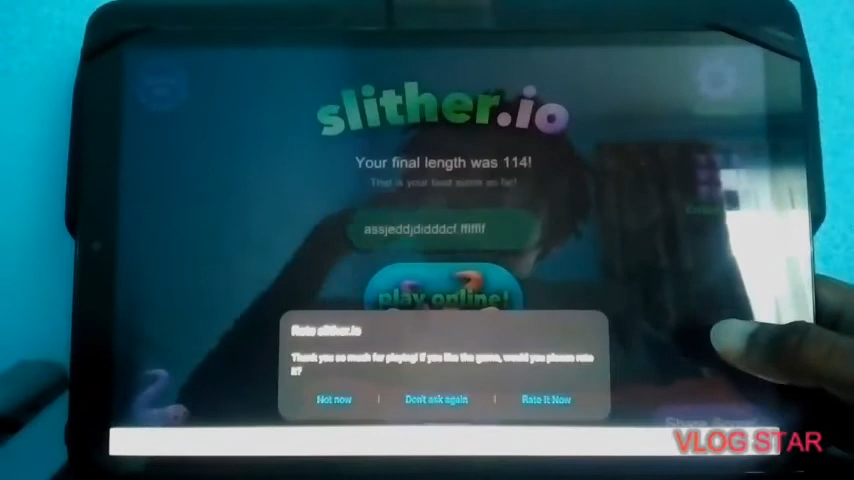 slither.io
Your final length was 114!
That is your best score so far!
assjeddjdidddcf ffffff
play online!
Rate slither.io
Thank you so much for playing! If you like the game, would you please rate
it?
Not now
Don't ask again
Rate It Now
VLOG STAR